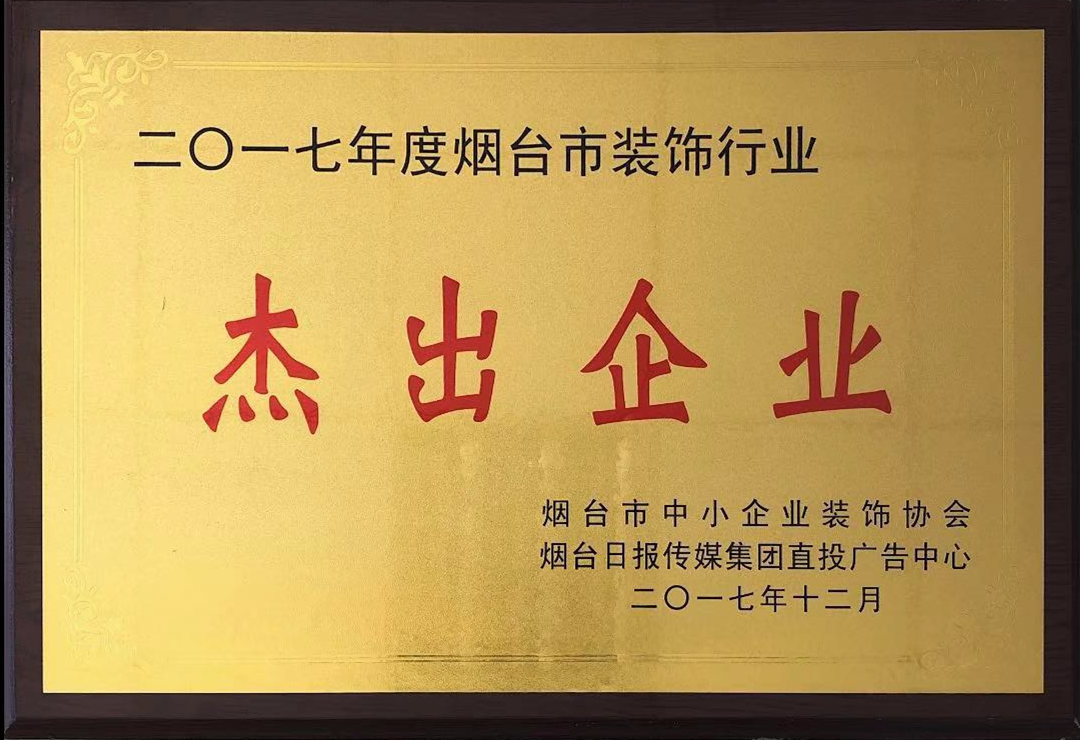 二〇一七年度烟台市装饰行业
杰出企业
烟台市中小企业装饰协会
烟台日报传媒集团直投广告中心
二〇一七年十二月